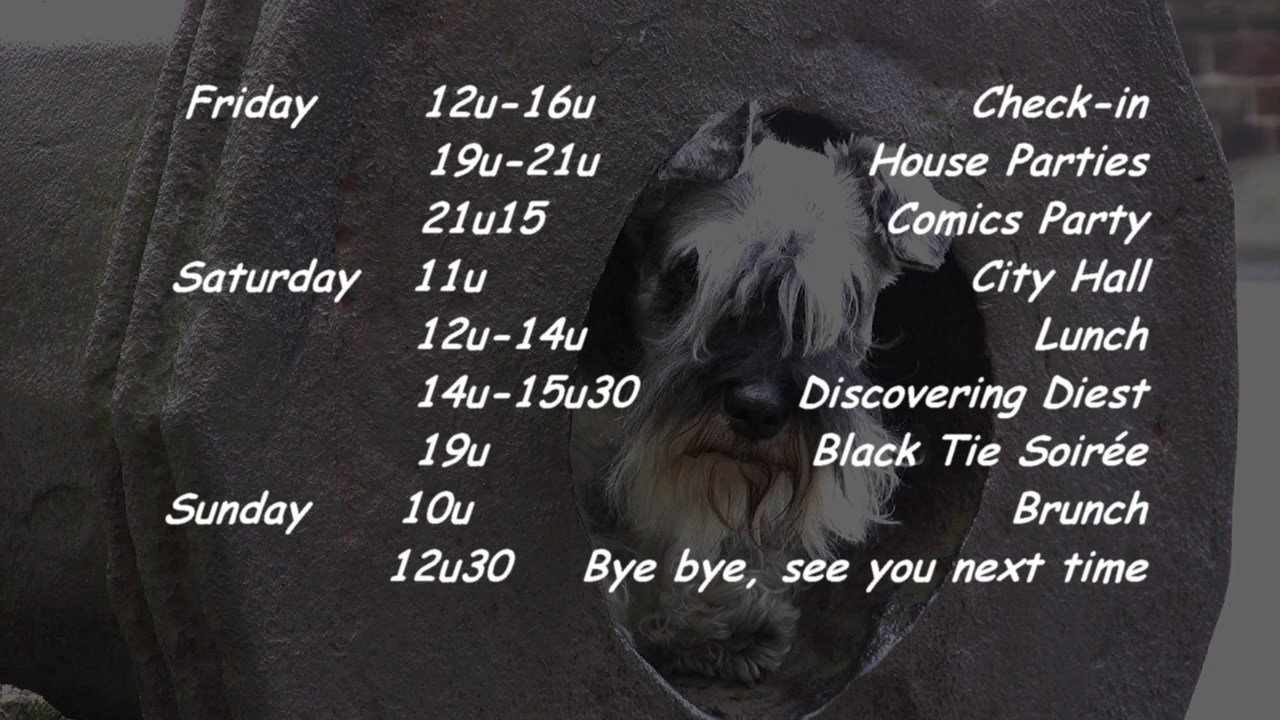 Friday 12u-16u Check-in
19u-21u House Parties
21u15 Comics Party
Saturday 11u City Hall
12u-14u Lunch
14u-15u30 Discovering Diest
19u Black Tie Soirée
Sunday 10u Brunch
12u30 Bye bye, see you next time